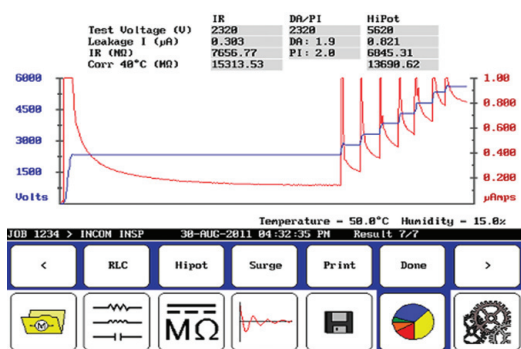 IR DA/PI HiPot
Test Voltage (V) 2320 2320 5620
Leakage I (µA) 0.303 DA: 1.9 0.821
IR (MΩ) 7656.77 PI: 2.0 6845.31
Corr 40°C (MΩ) 15313.53 13690.62
6000 1.00
4500 0.800
0.600
3000 0.400
1500 0.200
Volts µAmps
Temperature = 50.0°C Humidity = 15.0%
JOB 1234 > INCOM INSP 30-AUG-2011 04:32:35 PM Result 7/7
< RLC Hipot Surge Print Done >
M MΩ